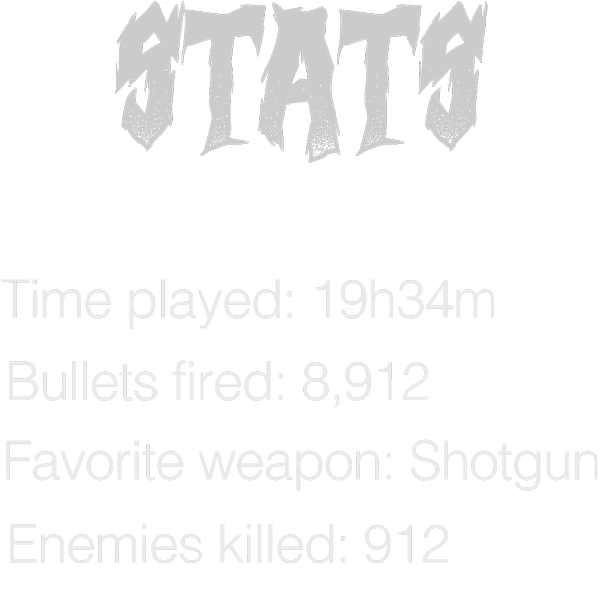 STATS
Time played: 19h34m
Bullets fired: 8,912
Favorite weapon: Shotgun
Enemies killed: 912